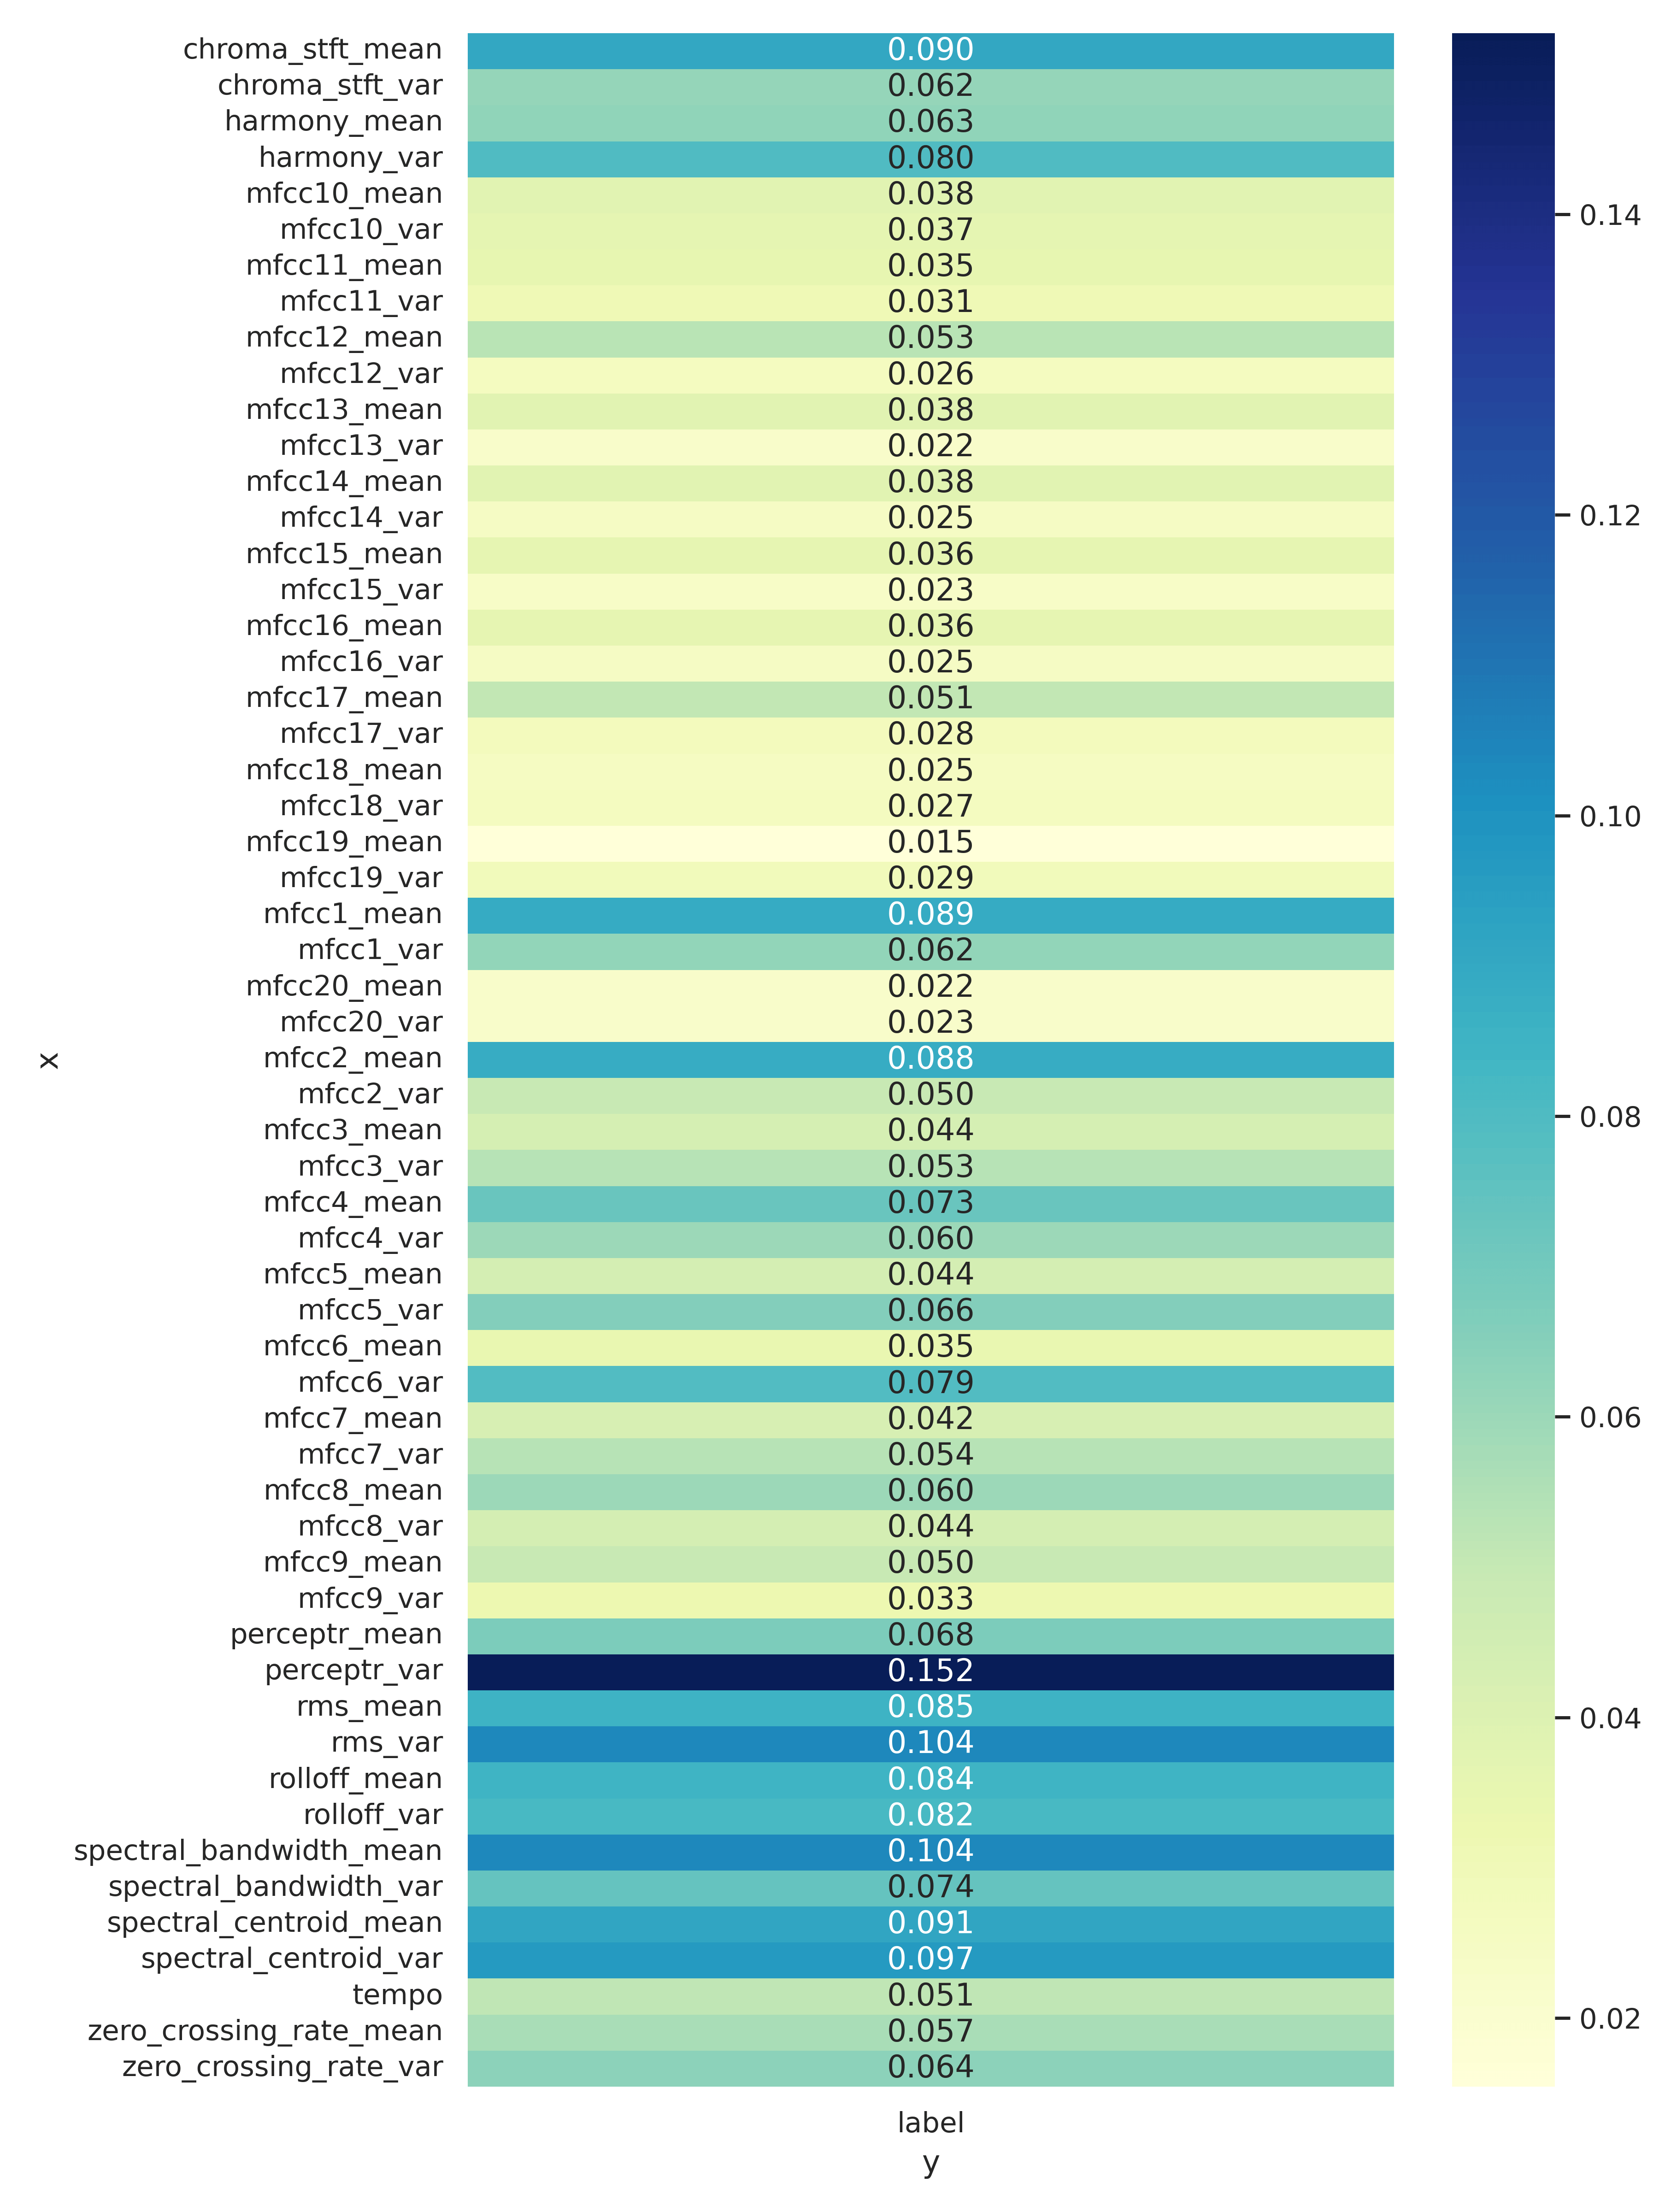 chroma_stft_mean 0.090
chroma_stft_var 0.062
harmony_mean 0.063
harmony_var 0.080
mfcc10_mean 0.038
mfcc10_var 0.037
mfcc11_mean 0.035
mfcc11_var 0.031
mfcc12_mean 0.053
mfcc12_var 0.026
mfcc13_mean 0.038
mfcc13_var 0.022
mfcc14_mean 0.038
mfcc14_var 0.025
mfcc15_mean 0.036
mfcc15_var 0.023
mfcc16_mean 0.036
mfcc16_var 0.025
mfcc17_mean 0.051
mfcc17_var 0.028
mfcc18_mean 0.025
mfcc18_var 0.027
mfcc19_mean 0.015
mfcc19_var 0.029
mfcc1_mean 0.089
mfcc1_var 0.062
mfcc20_mean 0.022
mfcc20_var 0.023
mfcc2_mean 0.088
mfcc2_var 0.050
mfcc3_mean 0.044
mfcc3_var 0.053
mfcc4_mean 0.073
mfcc4_var 0.060
mfcc5_mean 0.044
mfcc5_var 0.066
mfcc6_mean 0.035
mfcc6_var 0.079
mfcc7_mean 0.042
mfcc7_var 0.054
mfcc8_mean 0.060
mfcc8_var 0.044
mfcc9_mean 0.050
mfcc9_var 0.033
perceptr_mean 0.068
perceptr_var 0.152
rms_mean 0.085
rms_var 0.104
rolloff_mean 0.084
rolloff_var 0.082
spectral_bandwidth_mean 0.104
spectral_bandwidth_var 0.074
spectral_centroid_mean 0.091
spectral_centroid_var 0.097
tempo 0.051
zero_crossing_rate_mean 0.057
zero_crossing_rate_var 0.064
x
label
y
0.14
0.12
0.10
0.08
0.06
0.04
0.02